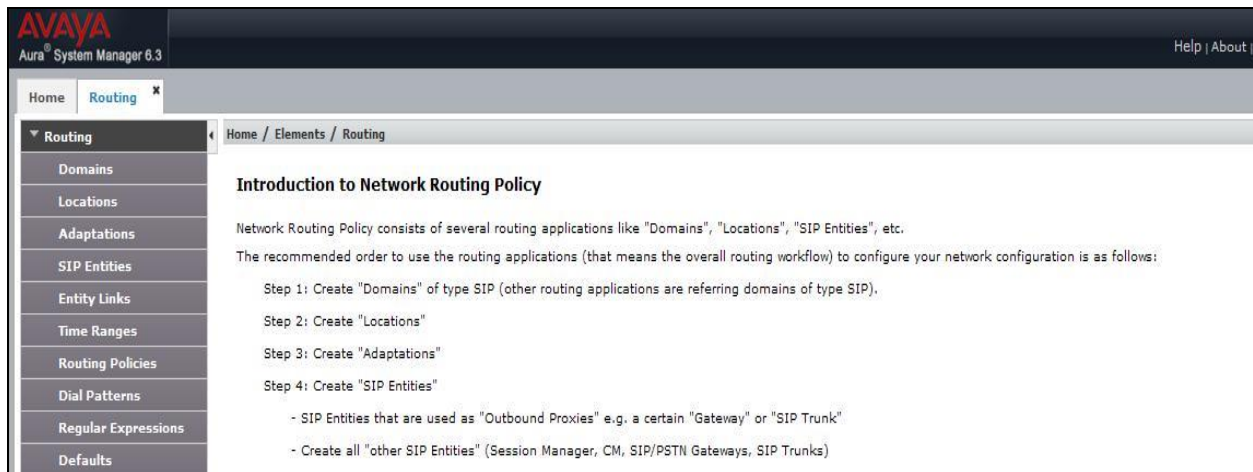 AVAYA
Aura® System Manager 6.3
Help | About |
Home
Routing ×
Routing
Home / Elements / Routing
Domains
Locations
Adaptations
SIP Entities
Entity Links
Time Ranges
Routing Policies
Dial Patterns
Regular Expressions
Defaults
Introduction to Network Routing Policy
Network Routing Policy consists of several routing applications like "Domains", "Locations", "SIP Entities", etc.
The recommended order to use the routing applications (that means the overall routing workflow) to configure your network configuration is as follows:
Step 1: Create "Domains" of type SIP (other routing applications are referring domains of type SIP).
Step 2: Create "Locations"
Step 3: Create "Adaptations"
Step 4: Create "SIP Entities"
- SIP Entities that are used as "Outbound Proxies" e.g. a certain "Gateway" or "SIP Trunk"
- Create all "other SIP Entities" (Session Manager, CM, SIP/PSTN Gateways, SIP Trunks)